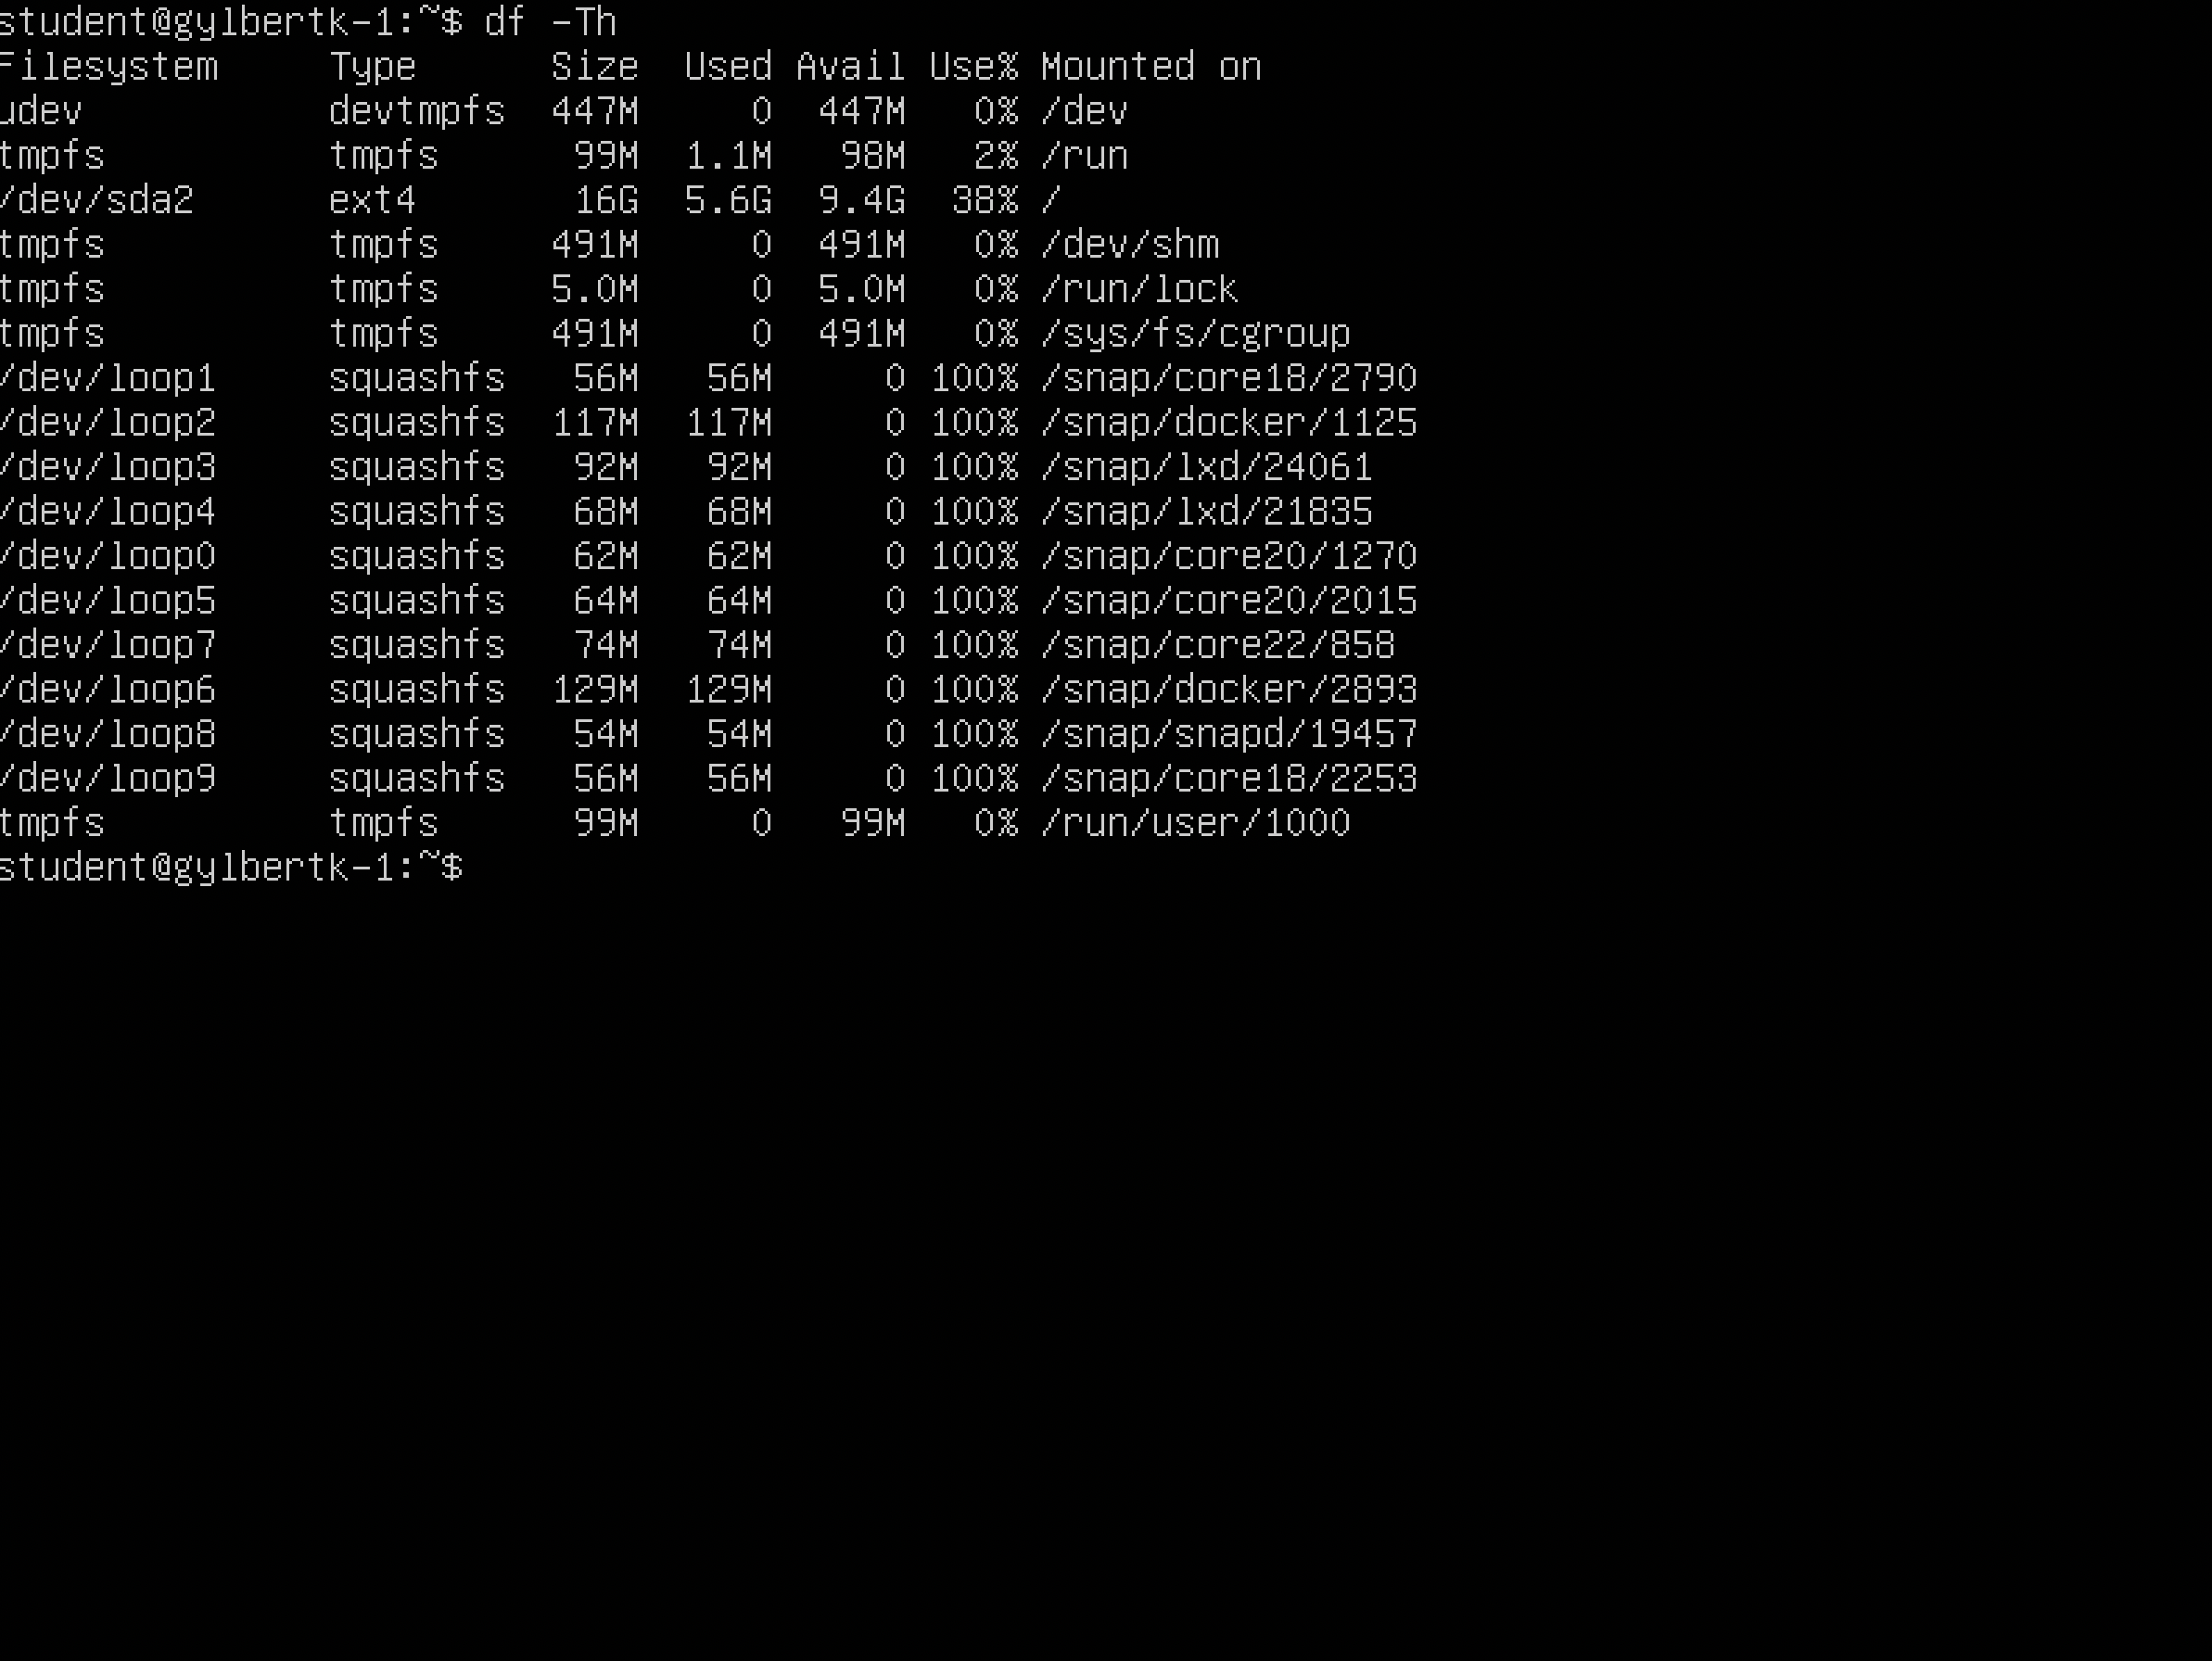 student@gylbertk-1:~$ df -Th
Filesystem     Type      Size  Used Avail Use% Mounted on
udev           devtmpfs  447M     0  447M   0% /dev
tmpfs          tmpfs      99M  1.1M   98M   2% /run
/dev/sda2      ext4       16G  5.6G  9.4G  38% /
tmpfs          tmpfs     491M     0  491M   0% /dev/shm
tmpfs          tmpfs     5.0M     0  5.0M   0% /run/lock
tmpfs          tmpfs     491M     0  491M   0% /sys/fs/cgroup
/dev/loop1     squashfs   56M   56M     0 100% /snap/core18/2790
/dev/loop2     squashfs  117M  117M     0 100% /snap/docker/1125
/dev/loop3     squashfs   92M   92M     0 100% /snap/lxd/24061
/dev/loop4     squashfs   68M   68M     0 100% /snap/lxd/21835
/dev/loop0     squashfs   62M   62M     0 100% /snap/core20/1270
/dev/loop5     squashfs   64M   64M     0 100% /snap/core20/2015
/dev/loop7     squashfs   74M   74M     0 100% /snap/core22/858
/dev/loop6     squashfs  129M  129M     0 100% /snap/docker/2893
/dev/loop8     squashfs   54M   54M     0 100% /snap/snapd/19457
/dev/loop9     squashfs   56M   56M     0 100% /snap/core18/2253
tmpfs          tmpfs      99M     0   99M   0% /run/user/1000
student@gylbertk-1:~$